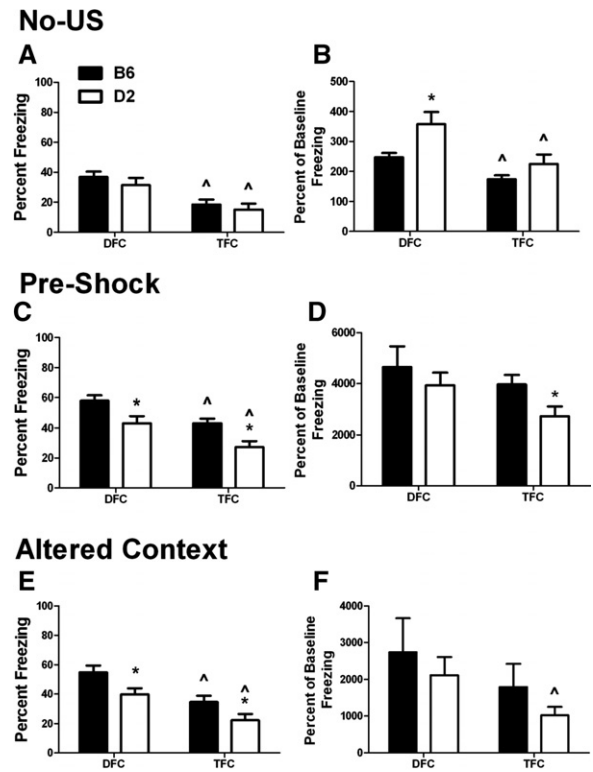 No-US
A
B6
D2
Percent Freezing
100
80
60
40
20
0
^ ^
DFC TFC
B
Percent of Baseline
Freezing
500
400
300
200
100
0
*
^ ^
DFC TFC
Pre-Shock
C
Percent Freezing
100
80
60
40
20
0
*
^ ^
*
DFC TFC
D
Percent of Baseline
Freezing
6000
4000
2000
0
*
DFC TFC
Altered Context
E
Percent Freezing
100
80
60
40
20
0
*
^ ^
*
DFC TFC
F
Percent of Baseline
Freezing
4000
3000
2000
1000
0
^
DFC TFC